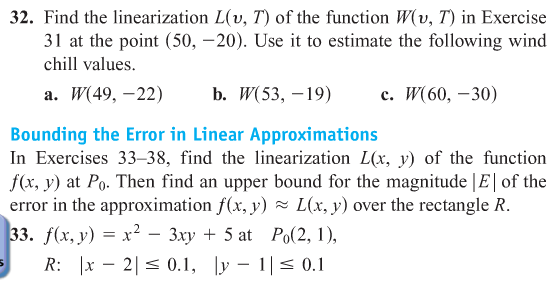 32. Find the linearization L(v, T) of the function W(v, T) in Exercise
31 at the point (50, −20). Use it to estimate the following wind
chill values.
a. W(49, −22) b. W(53, −19) c. W(60, −30)
Bounding the Error in Linear Approximations
In Exercises 33–38, find the linearization L(x, y) of the function
f(x, y) at P₀. Then find an upper bound for the magnitude |E| of the
error in the approximation f(x, y) ≈ L(x, y) over the rectangle R.
33. f(x, y) = x² − 3xy + 5 at P₀(2, 1),
R: |x − 2| ≤ 0.1, |y − 1| ≤ 0.1